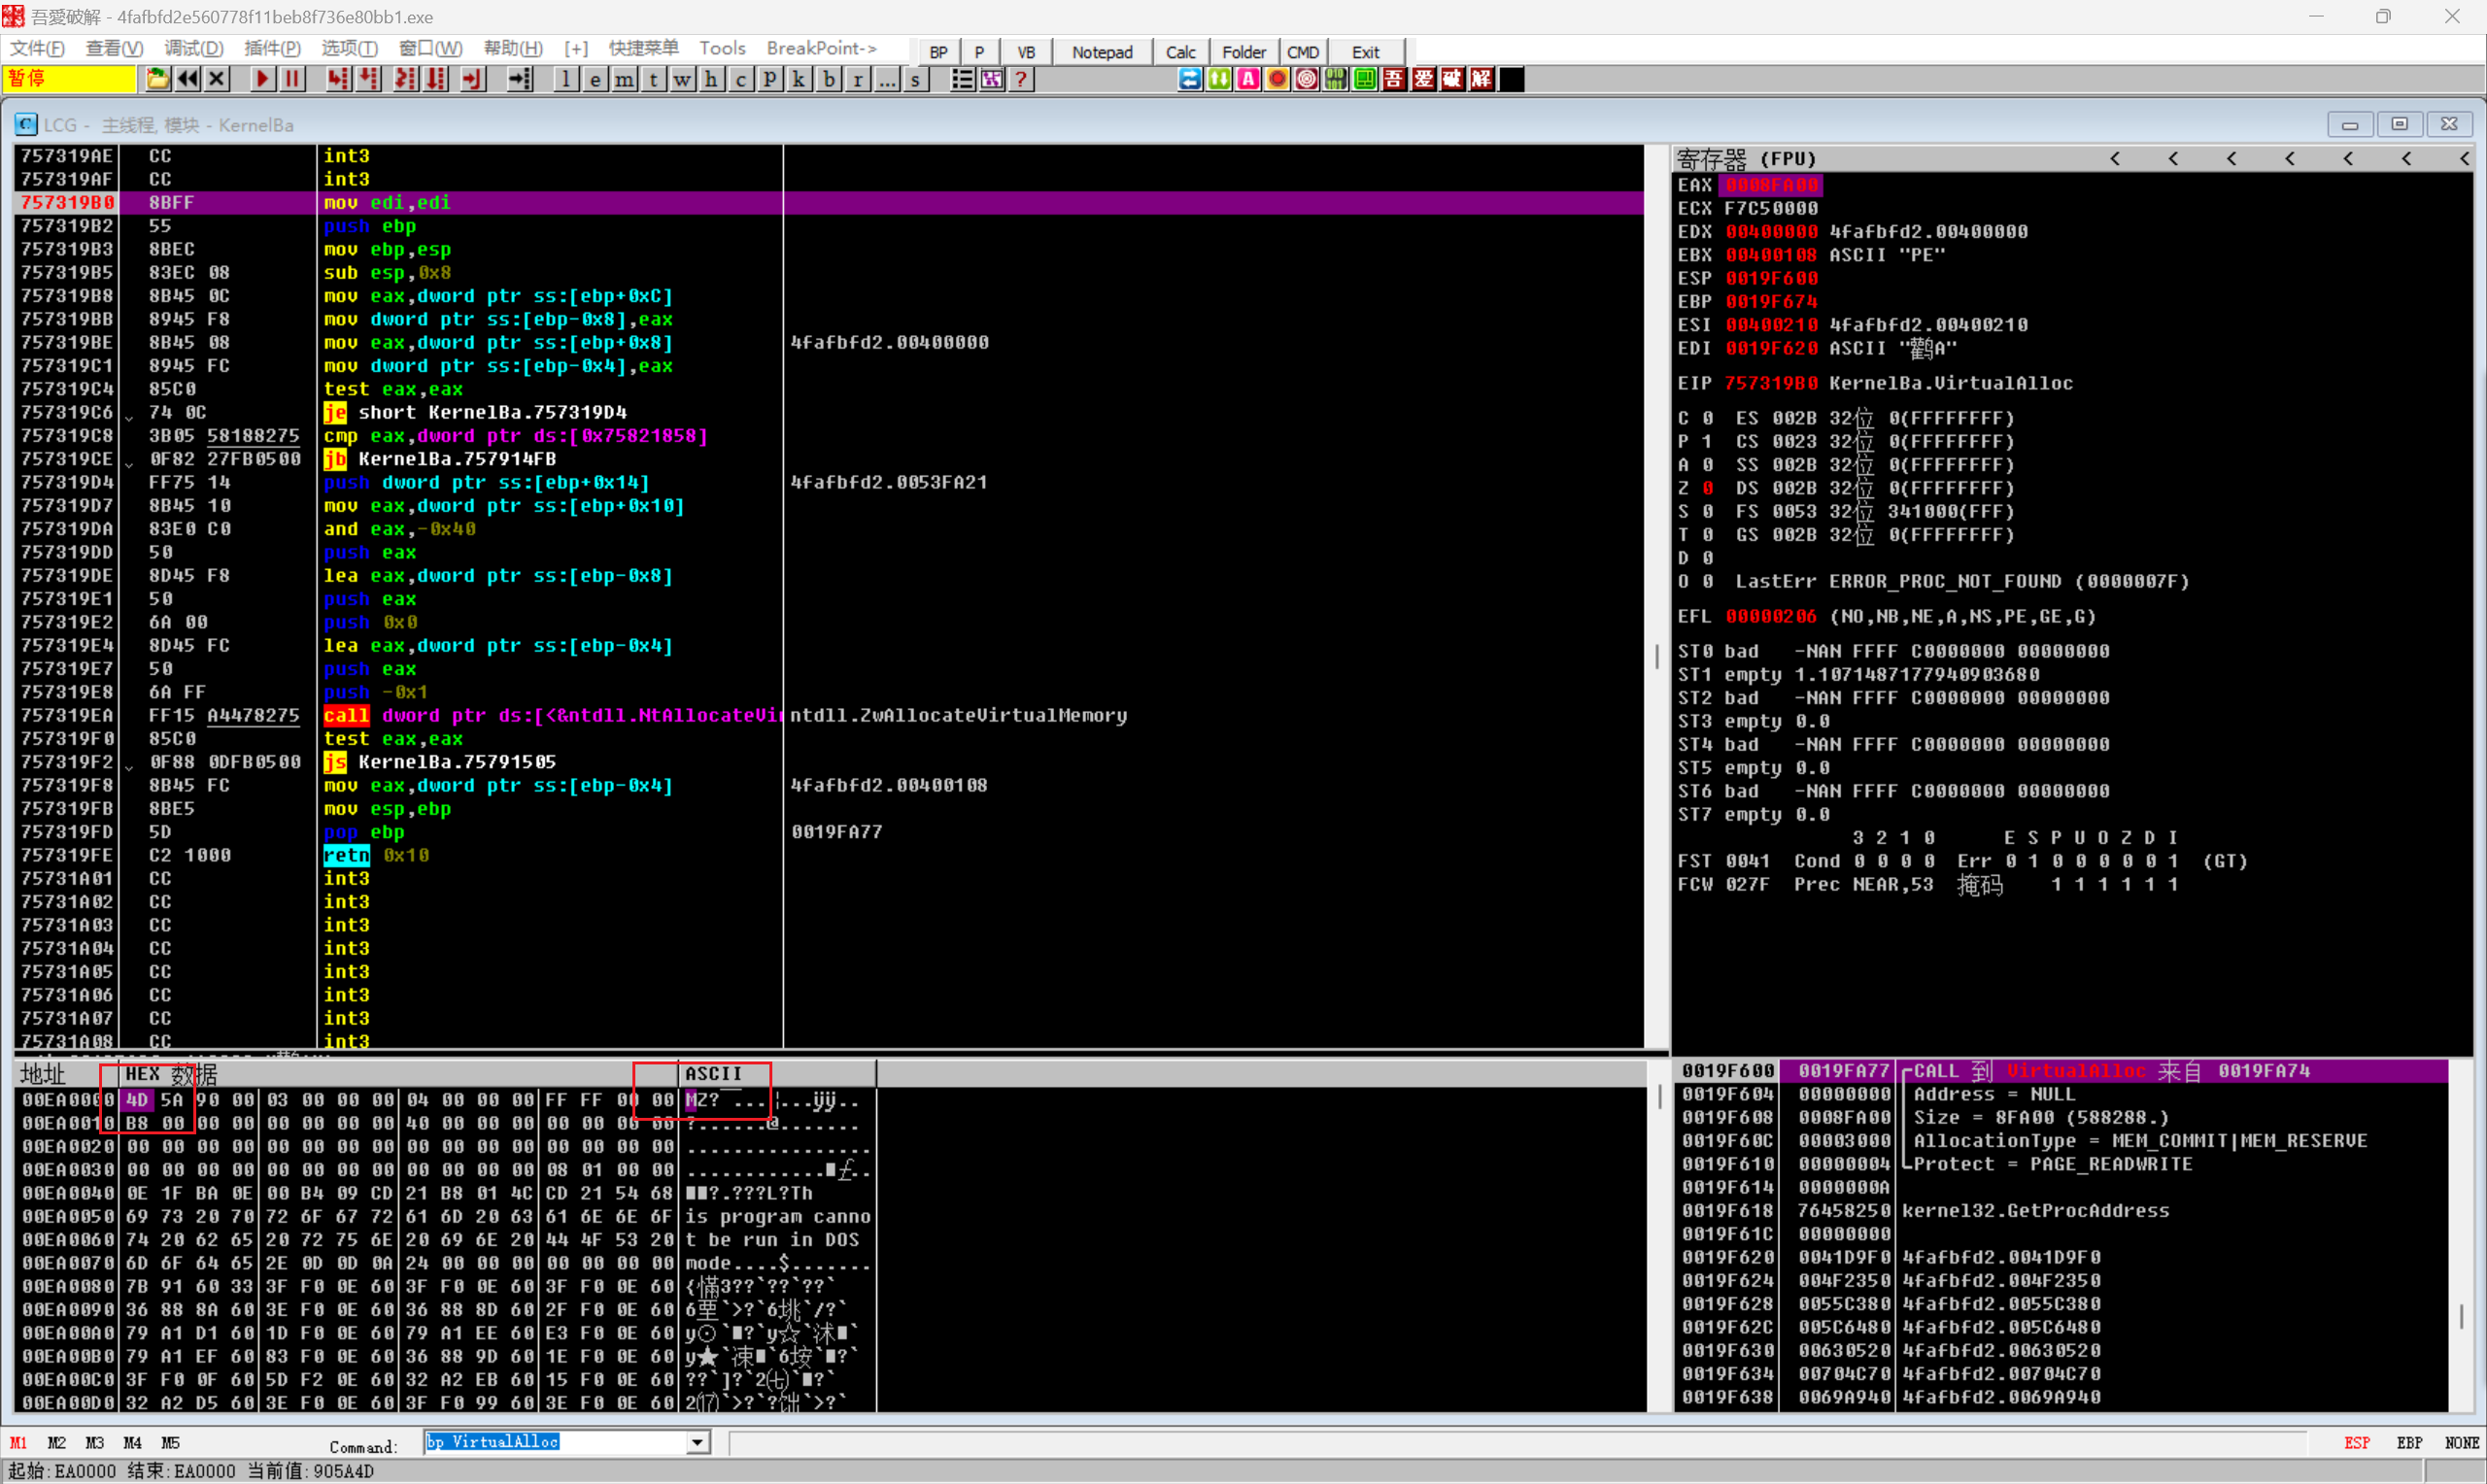 吾愛破解 - 4fafbfd2e560778f11beb8f736e80bb1.exe
文件(F) 查看(V) 调试(D) 插件(P) 选项(T) 窗口(W) 帮助(H) [+] 快捷菜单 Tools BreakPoint-> BP P VB Notepad Calc Folder CMD Exit
暂停 l e m t w h c p k b r ... s ? 吾 爱 破 解
LCG - 主线程, 模块 - KernelBa
757319AE CC int3
757319AF CC int3
757319B0 8BFF mov edi,edi
757319B2 55 push ebp
757319B3 8BEC mov ebp,esp
757319B5 83EC 08 sub esp,0x8
757319B8 8B45 0C mov eax,dword ptr ss:[ebp+0xC]
757319BB 8945 F8 mov dword ptr ss:[ebp-0x8],eax
757319BE 8B45 08 mov eax,dword ptr ss:[ebp+0x8] 4fafbfd2.00400000
757319C1 8945 FC mov dword ptr ss:[ebp-0x4],eax
757319C4 85C0 test eax,eax
757319C6 74 0C je short KernelBa.757319D4
757319C8 3B05 58188275 cmp eax,dword ptr ds:[0x75821858]
757319CE 0F82 27FB0500 jb KernelBa.757914FB
757319D4 FF75 14 push dword ptr ss:[ebp+0x14] 4fafbfd2.0053FA21
757319D7 8B45 10 mov eax,dword ptr ss:[ebp+0x10]
757319DA 83E0 C0 and eax,-0x40
757319DD 50 push eax
757319DE 8D45 F8 lea eax,dword ptr ss:[ebp-0x8]
757319E1 50 push eax
757319E2 6A 00 push 0x0
757319E4 8D45 FC lea eax,dword ptr ss:[ebp-0x4]
757319E7 50 push eax
757319E8 6A FF push -0x1
757319EA FF15 A4478275 call dword ptr ds:[<&ntdll.NtAllocateVi ntdll.ZwAllocateVirtualMemory
757319F0 85C0 test eax,eax
757319F2 0F88 0DFB0500 js KernelBa.75791505
757319F8 8B45 FC mov eax,dword ptr ss:[ebp-0x4] 4fafbfd2.00400108
757319FB 8BE5 mov esp,ebp
757319FD 5D pop ebp 0019FA77
757319FE C2 1000 retn 0x10
75731A01 CC int3
75731A02 CC int3
75731A03 CC int3
75731A04 CC int3
75731A05 CC int3
75731A06 CC int3
75731A07 CC int3
75731A08 CC int3
寄存器 (FPU) < < < < < < <
EAX 0008FA00
ECX F7C50000
EDX 00400000 4fafbfd2.00400000
EBX 00400108 ASCII "PE"
ESP 0019F600
EBP 0019F674
ESI 00400210 4fafbfd2.00400210
EDI 0019F620 ASCII "鹳A"
EIP 757319B0 KernelBa.VirtualAlloc
C 0 ES 002B 32位 0(FFFFFFFF)
P 1 CS 0023 32位 0(FFFFFFFF)
A 0 SS 002B 32位 0(FFFFFFFF)
Z 0 DS 002B 32位 0(FFFFFFFF)
S 0 FS 0053 32位 341000(FFF)
T 0 GS 002B 32位 0(FFFFFFFF)
D 0
O 0 LastErr ERROR_PROC_NOT_FOUND (0000007F)
EFL 00000206 (NO,NB,NE,A,NS,PE,GE,G)
ST0 bad -NAN FFFF C0000000 00000000
ST1 empty 1.1071487177940903680
ST2 bad -NAN FFFF C0000000 00000000
ST3 empty 0.0
ST4 bad -NAN FFFF C0000000 00000000
ST5 empty 0.0
ST6 bad -NAN FFFF C0000000 00000000
ST7 empty 0.0
3 2 1 0 E S P U O Z D I
FST 0041 Cond 0 0 0 0 Err 0 1 0 0 0 0 0 1 (GT)
FCW 027F Prec NEAR,53 掩码 1 1 1 1 1 1
地址 HEX 数据 ASCII
00EA0000 4D 5A 90 00 03 00 00 00 04 00 00 00 FF FF 00 00 MZ?...¦...ÿÿ..
00EA0010 B8 00 00 00 00 00 00 00 40 00 00 00 00 00 00 00 ?.......@.......
00EA0020 00 00 00 00 00 00 00 00 00 00 00 00 00 00 00 00 ................
00EA0030 00 00 00 00 00 00 00 00 00 00 00 00 08 01 00 00 ............
00EA0040 0E 1F BA 0E 00 B4 09 CD 21 B8 01 4C CD 21 54 68 ?.???L?Th
00EA0050 69 73 20 70 72 6F 67 72 61 6D 20 63 61 6E 6E 6F is program canno
00EA0060 74 20 62 65 20 72 75 6E 20 69 6E 20 44 4F 53 20 t be run in DOS
00EA0070 6D 6F 64 65 2E 0D 0D 0A 24 00 00 00 00 00 00 00 mode....$.......
00EA0080 7B 91 60 33 3F F0 0E 60 3F F0 0E 60 3F F0 0E 60 {慲3??`??`??`
00EA0090 36 88 8A 60 3E F0 0E 60 36 88 8D 60 2F F0 0E 60 6 `>?`6 `/?`
00EA00A0 79 A1 D1 60 1D F0 0E 60 79 A1 EE 60 E3 F0 0E 60 y⊙` ?`y☆`
00EA00B0 79 A1 EF 60 83 F0 0E 60 36 88 9D 60 1E F0 0E 60 y★`
00EA00C0 3F F0 0F 60 5D F2 0E 60 32 A2 EB 60 15 F0 0E 60 ??`]?`2㈦` ?`
00EA00D0 32 A2 D5 60 3E F0 0E 60 3F F0 99 60 3E F0 0E 60 2⒄`>?`? `>?`
0019F600 0019FA77 CALL 到 VirtualAlloc 来自 0019FA74
0019F604 00000000 Address = NULL
0019F608 0008FA00 Size = 8FA00 (588288.)
0019F60C 00003000 AllocationType = MEM_COMMIT|MEM_RESERVE
0019F610 00000004 Protect = PAGE_READWRITE
0019F614 0000000A
0019F618 76458250 kernel32.GetProcAddress
0019F61C 00000000
0019F620 0041D9F0 4fafbfd2.0041D9F0
0019F624 004F2350 4fafbfd2.004F2350
0019F628 0055C380 4fafbfd2.0055C380
0019F62C 005C6480 4fafbfd2.005C6480
0019F630 00630520 4fafbfd2.00630520
0019F634 00704C70 4fafbfd2.00704C70
0019F638 0069A940 4fafbfd2.0069A940
M1 M2 M3 M4 M5 Command: bp VirtualAlloc ESP EBP NONE
起始:EA0000 结束:EA0000 当前值:905A4D